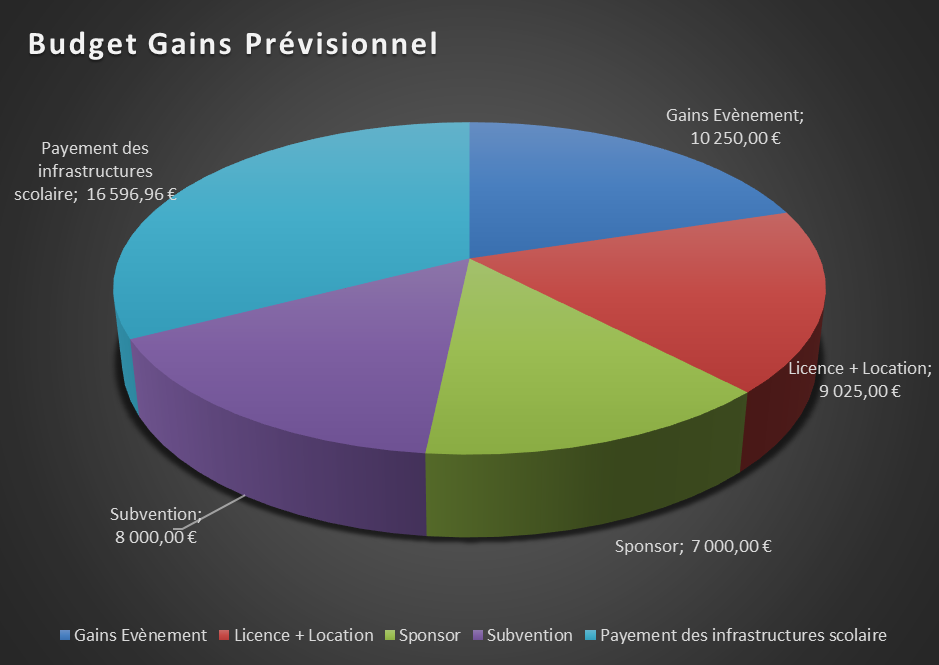 Budget Gains Prévisionnel
Gains Evènement;
10 250,00 €
Payement des
infrastructures
scolaire; 16 596,96 €
Licence + Location;
9 025,00 €
Subvention;
8 000,00 €
Sponsor; 7 000,00 €
Gains Evènement Licence + Location Sponsor Subvention Payement des infrastructures scolaire